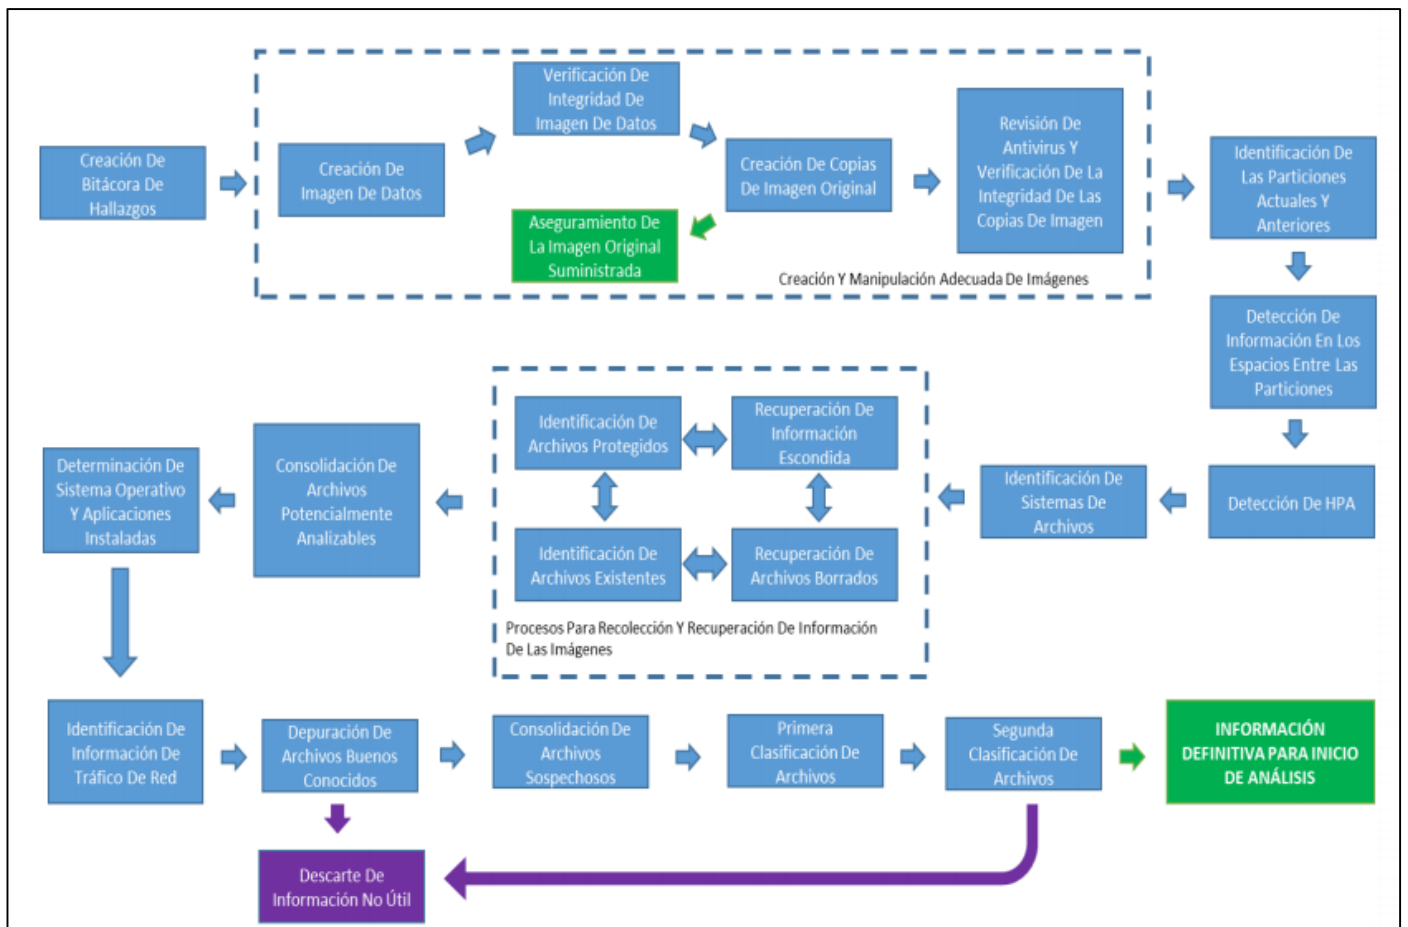 Creación De
Bitácora De
Hallazgos
Creación De
Imagen De Datos
Verificación De
Integridad De
Imagen De Datos
Creación De Copias
De Imagen Original
Aseguramiento De
La Imagen Original
Suministrada
Revisión De
Antivirus Y
Verificación De La
Integridad De Las
Copias De Imagen
Creación Y Manipulación Adecuada De Imágenes
Identificación De
Las Particiones
Actuales Y
Anteriores
Detección De
Información En Los
Espacios Entre Las
Particiones
Detección De HPA
Identificación De
Sistemas De
Archivos
Identificación De
Archivos Protegidos
Recuperación De
Información
Escondida
Identificación De
Archivos Existentes
Recuperación De
Archivos Borrados
Procesos Para Recolección Y Recuperación De Información
De Las Imágenes
Consolidación De
Archivos
Potencialmente
Analizables
Determinación De
Sistema Operativo
Y Aplicaciones
Instaladas
Identificación De
Información De
Tráfico De Red
Depuración De
Archivos Buenos
Conocidos
Consolidación De
Archivos
Sospechosos
Primera
Clasificación De
Archivos
Segunda
Clasificación De
Archivos
INFORMACIÓN
DEFINITIVA PARA INICIO
DE ANÁLISIS
Descarte De
Información No Útil